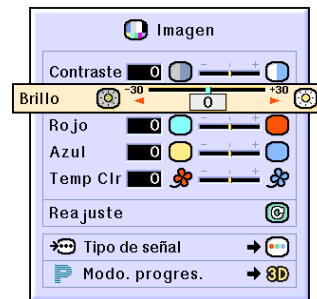 Imagen
Contraste 0 - +
Brillo -30 0 +30
Rojo 0 - +
Azul 0 - +
Temp Clr 0 - +
Reajuste
Tipo de señal
Modo. progres. 3D